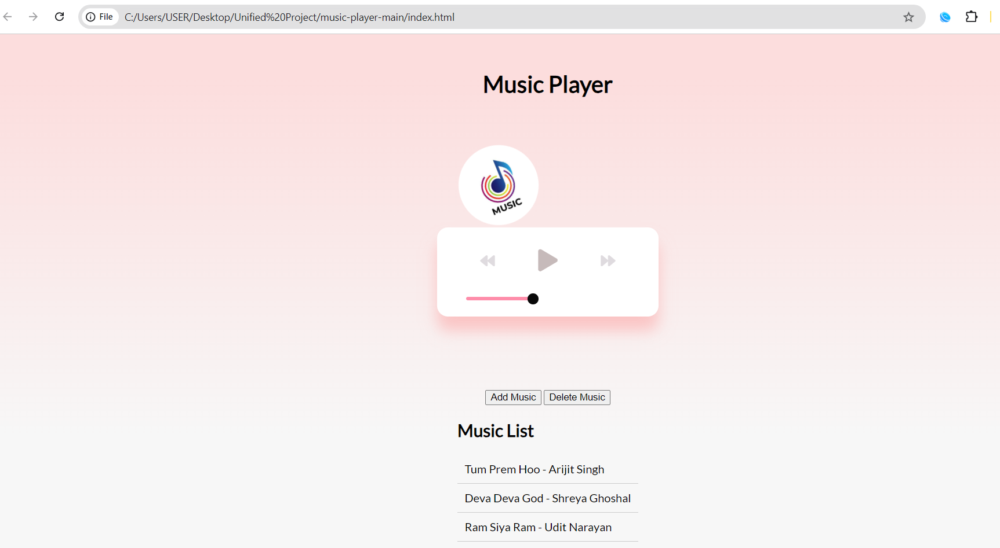 File C:/Users/USER/Desktop/Unified%20Project/music-player-main/index.html
Music Player
MUSIC
Add Music Delete Music
Music List
Tum Prem Hoo - Arijit Singh
Deva Deva God - Shreya Ghoshal
Ram Siya Ram - Udit Narayan